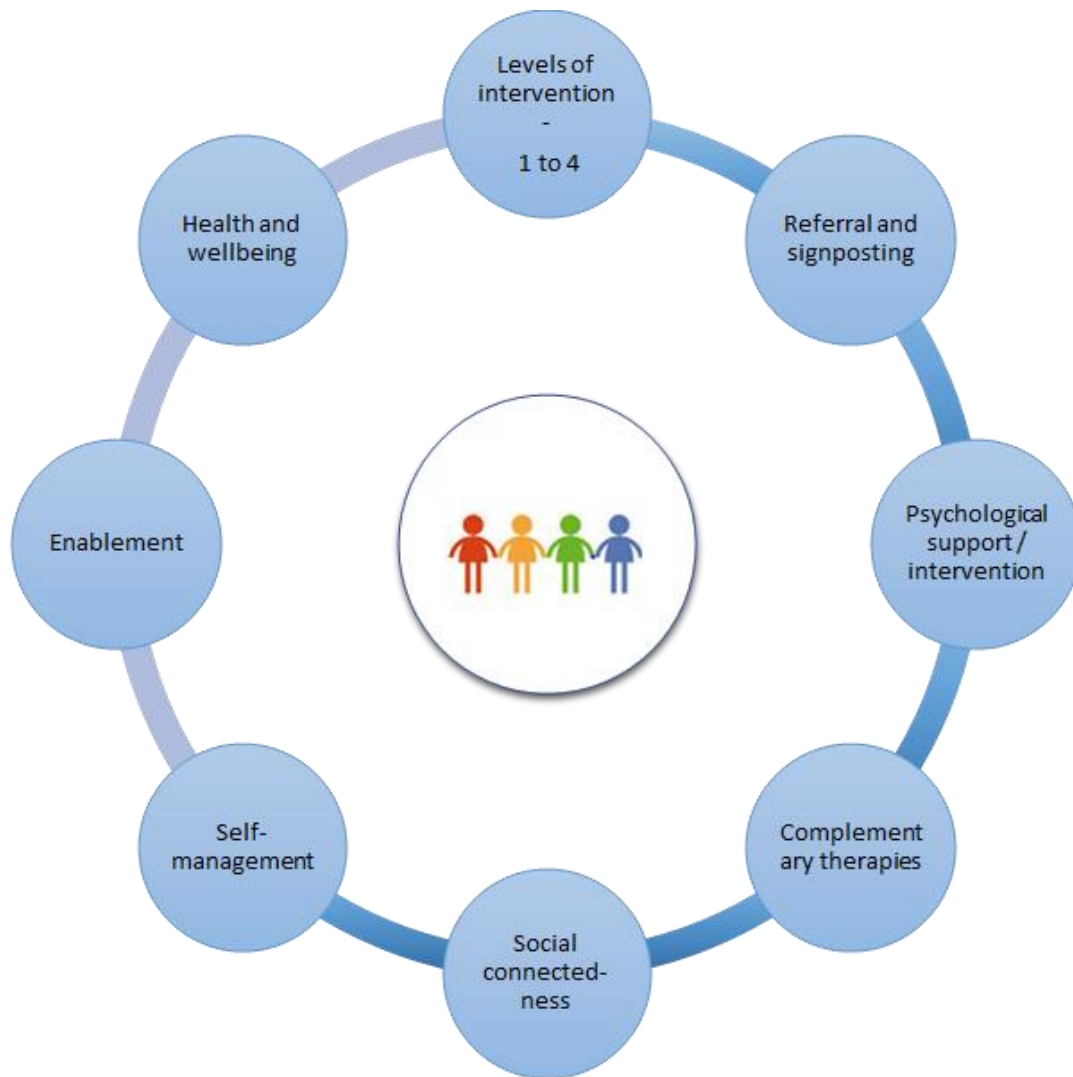 Levels of
intervention
-
1 to 4
Referral and
signposting
Psychological
support /
intervention
Complement
ary therapies
Social
connected-
ness
Self-
management
Enablement
Health and
wellbeing